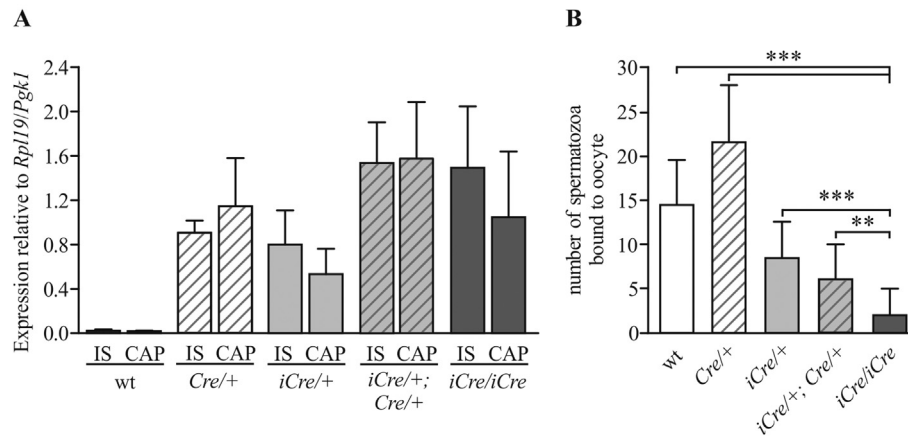 A
Expression relative to Rpl19/Pgk1
2.4
2.0
1.6
1.2
0.8
0.4
0.0
IS CAP IS CAP IS CAP IS CAP IS CAP
wt Cre/+ iCre/+ iCre/+; iCre/iCre
Cre/+
B
number of spermatozoa
bound to oocyte
30
25
20
15
10
5
0
***
***
**
wt
Cre/+
iCre/+
iCre/+; Cre/+
iCre/iCre